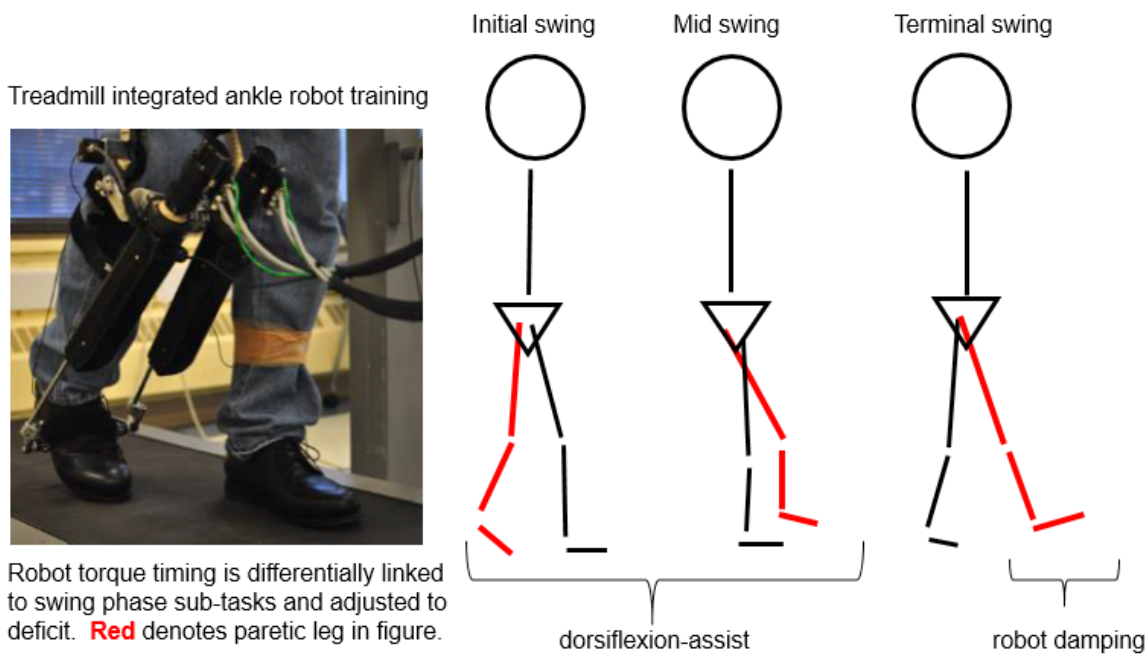 Initial swing
Mid swing
Terminal swing
Treadmill integrated ankle robot training
Robot torque timing is differentially linked
to swing phase sub-tasks and adjusted to
deficit. Red denotes paretic leg in figure.
dorsiflexion-assist
robot damping